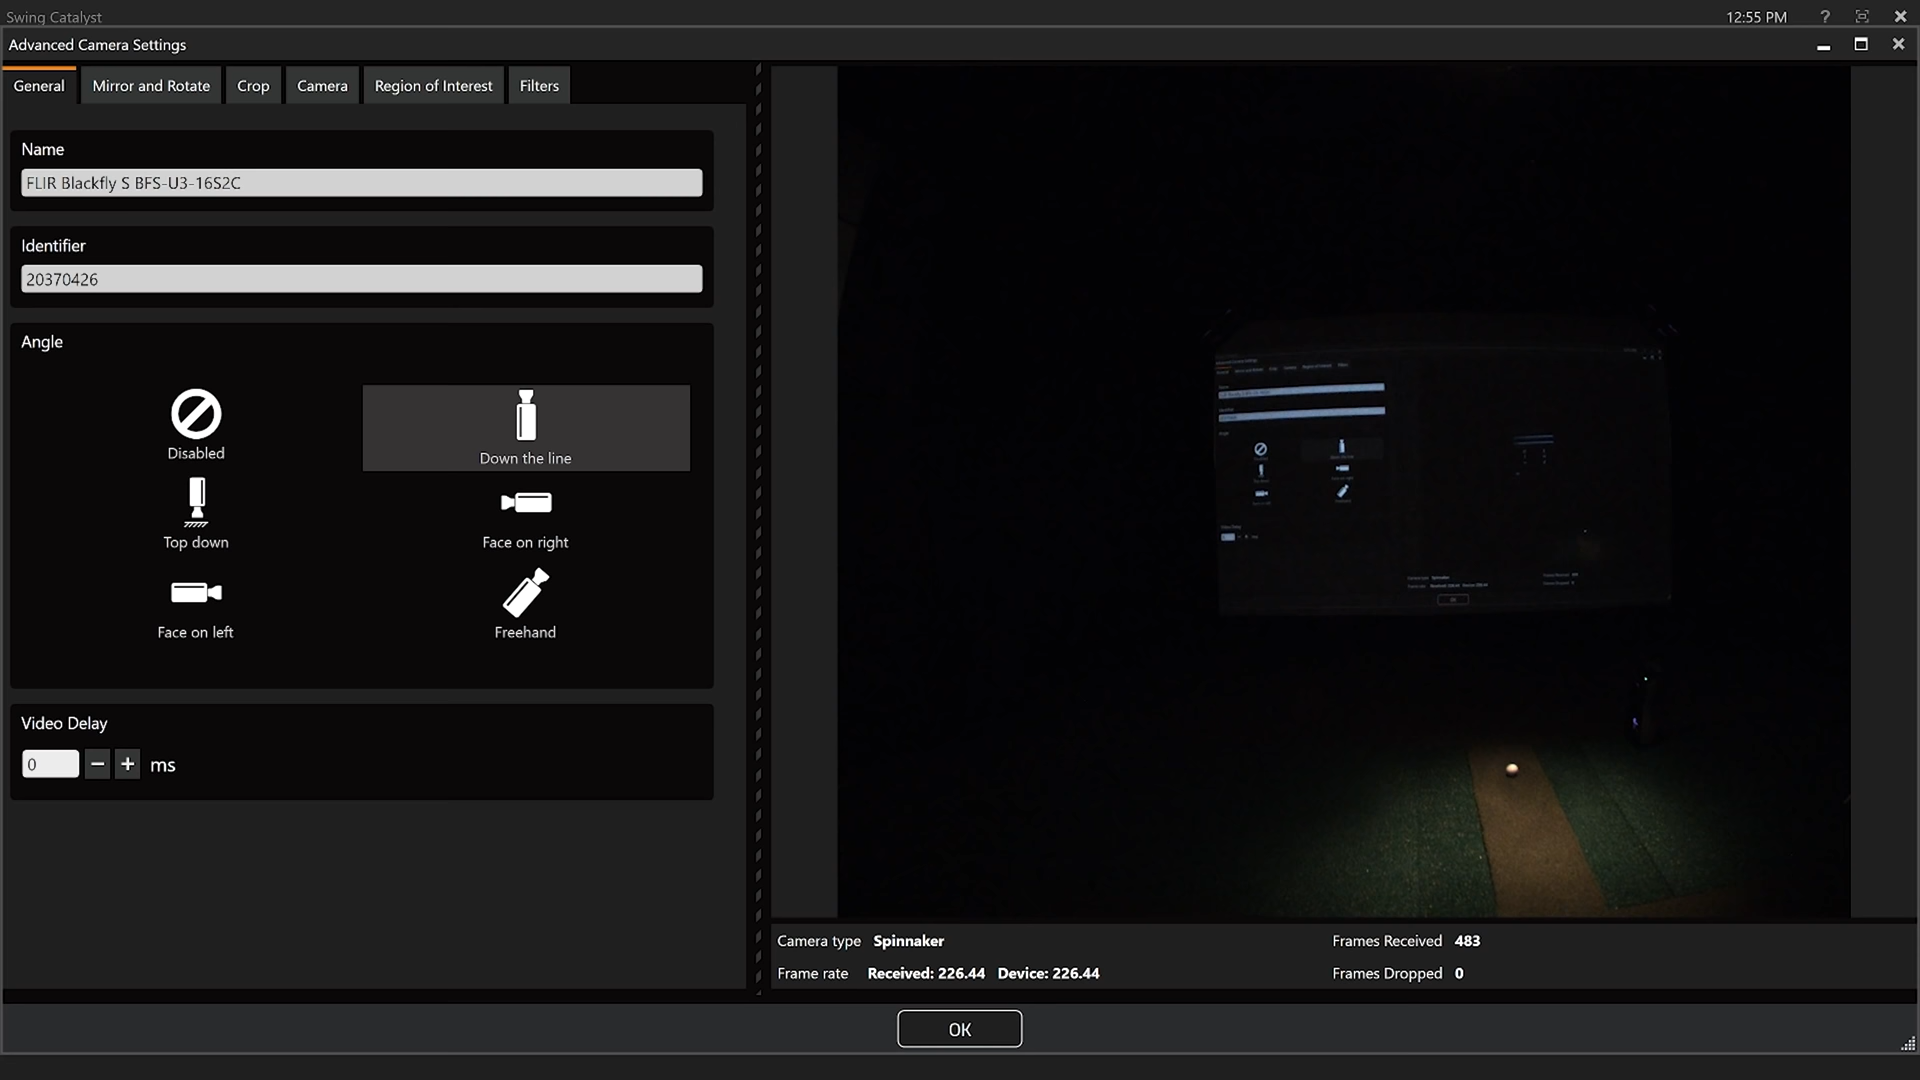 Swing Catalyst
12:55 PM
?
Advanced Camera Settings
General
Mirror and Rotate
Crop
Camera
Region of Interest
Filters
Name
FLIR Blackfly S BFS-U3-16S2C
Identifier
20370426
Angle
Disabled
Down the line
Top down
Face on right
Face on left
Freehand
Video Delay
0
ms
Camera type Spinnaker
Frames Received 483
Frame rate Received: 226.44 Device: 226.44
Frames Dropped 0
OK